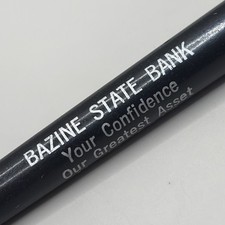 BAZINE STATE BANK
Your Confidence
Our Greatest Asset